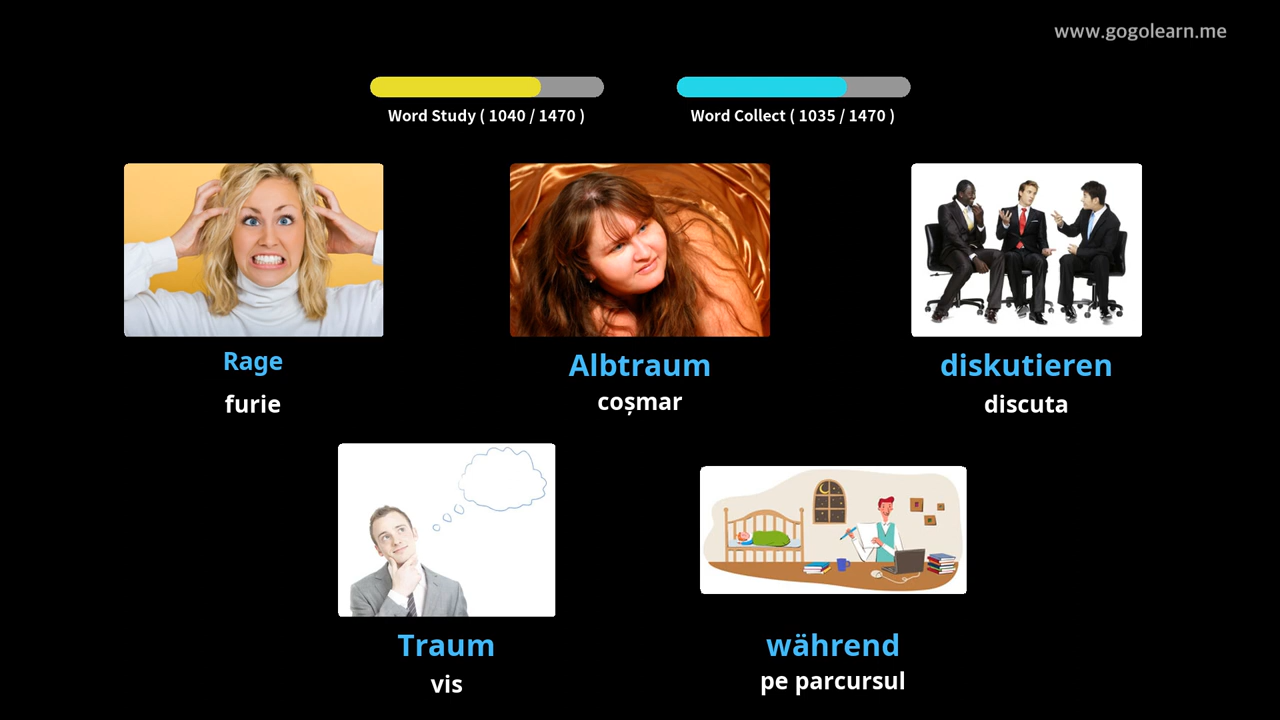 www.gogolearn.me
Word Study ( 1040 / 1470 )
Word Collect ( 1035 / 1470 )
Rage
furie
Albtraum
coșmar
diskutieren
discuta
Traum
vis
während
pe parcursul